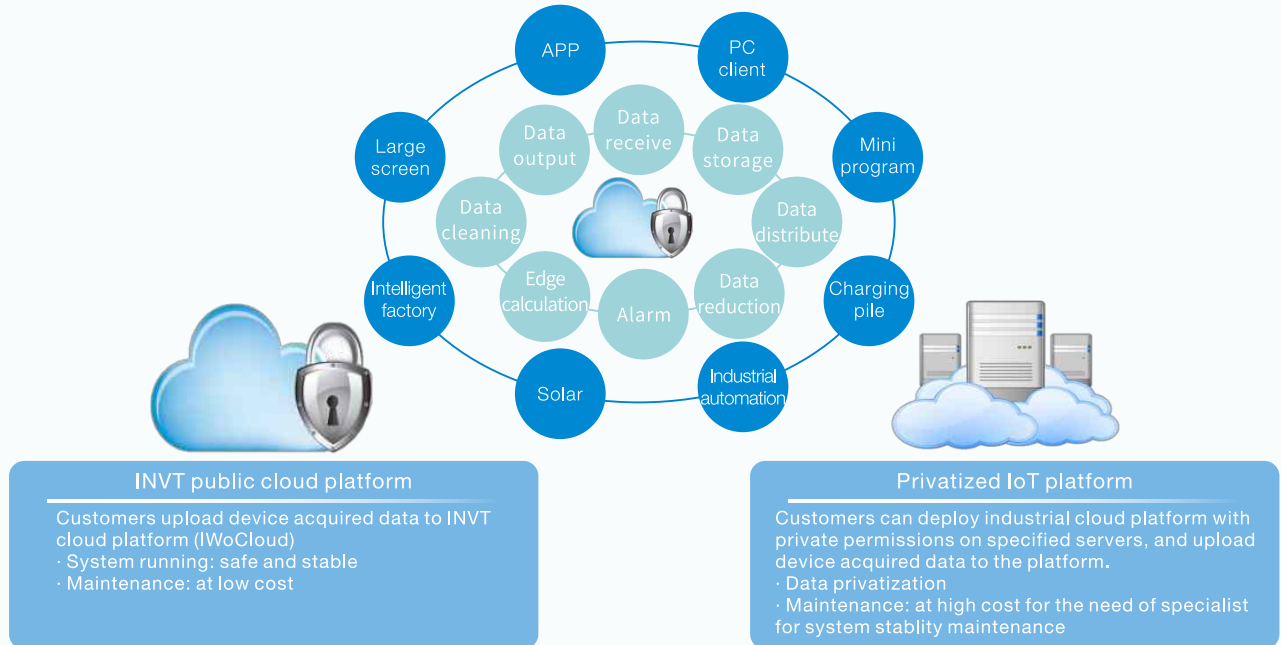 APP
PC
client
Large
screen
Mini
program
Intelligent
factory
Charging
pile
Solar
Industrial
automation
Data
receive
Data
output
Data
storage
Data
cleaning
Data
distribute
Edge
calculation
Data
reduction
Alarm
INVT public cloud platform
Customers upload device acquired data to INVT
cloud platform (IWoCloud)
· System running: safe and stable
· Maintenance: at low cost
Privatized IoT platform
Customers can deploy industrial cloud platform with
private permissions on specified servers, and upload
device acquired data to the platform.
· Data privatization
· Maintenance: at high cost for the need of specialist
for system stablity maintenance